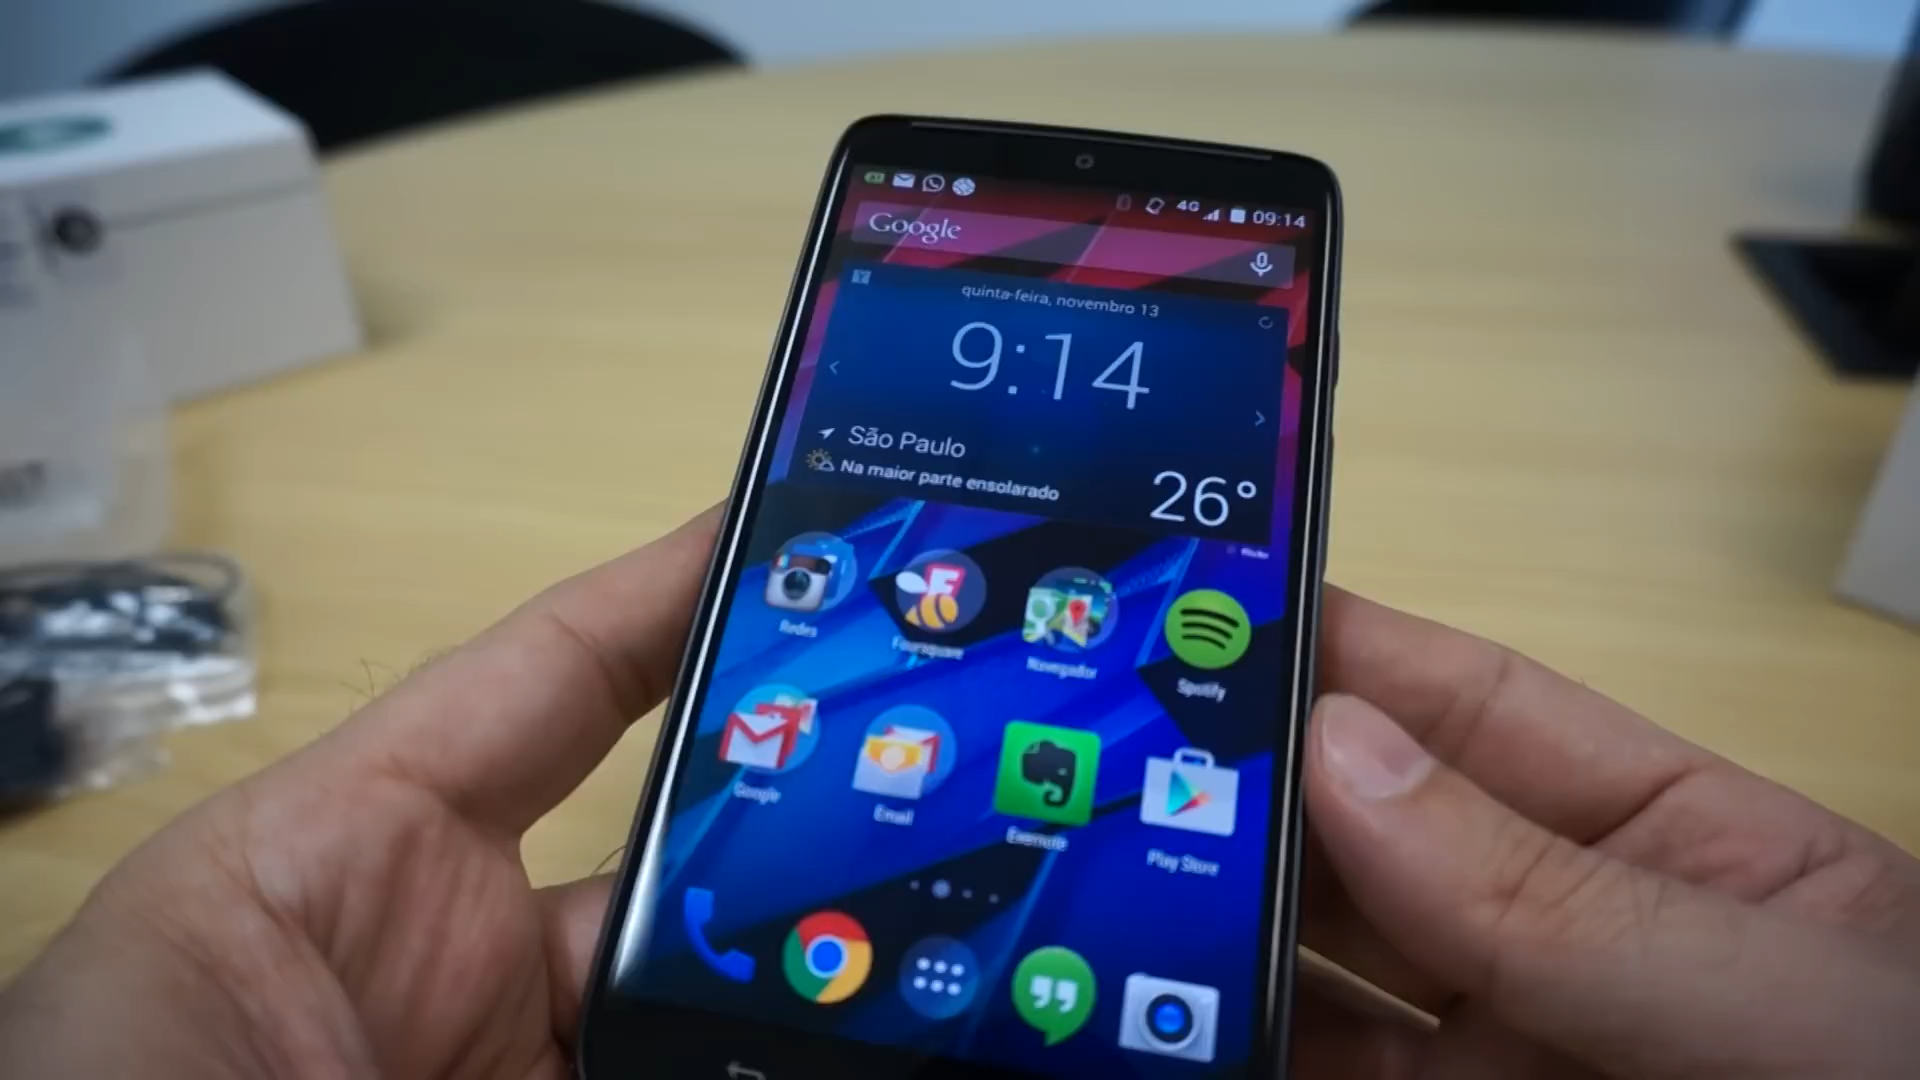 4G 09:14
Google
quinta-feira, novembro 13
9:14
São Paulo
Na maior parte ensolarado
26°
flickr
Redes
Foursquare
Navegador
Spotify
Google
Email
Evernote
Play Store